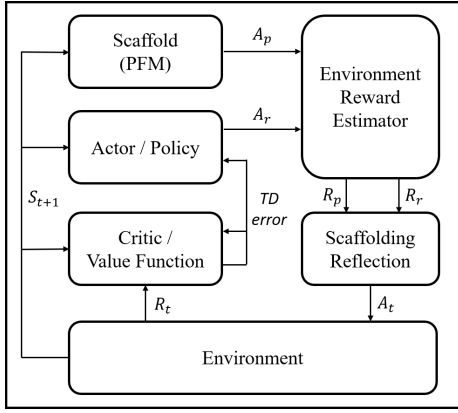 Scaffold
(PFM)
A_p
Environment
Reward
Estimator
Actor / Policy
A_r
S_{t+1}
TD
error
R_p
R_r
Critic /
Value Function
Scaffolding
Reflection
R_t
A_t
Environment